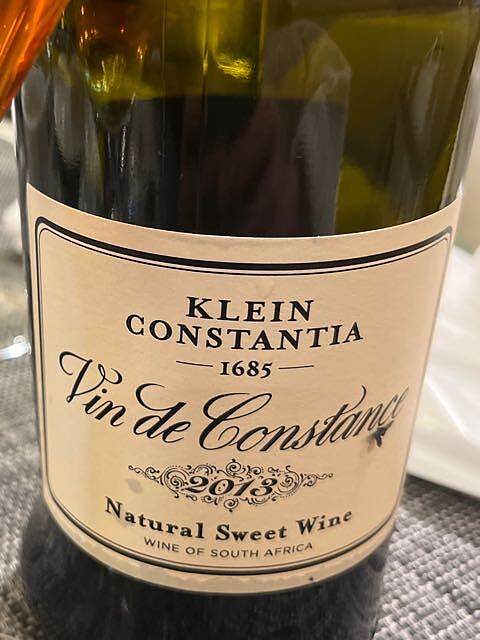 KLEIN
CONSTANTIA
1685
Vin de Constance
2013
Natural Sweet Wine
WINE OF SOUTH AFRICA